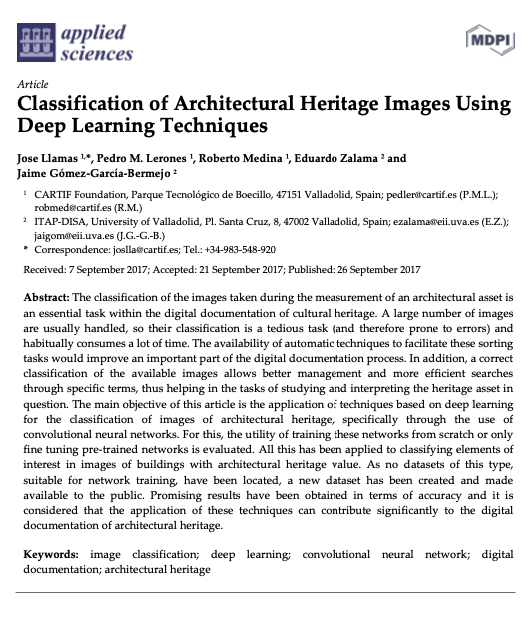 applied
sciences
MDPI
Article
Classification of Architectural Heritage Images Using
Deep Learning Techniques
Jose Llamas 1,*, Pedro M. Lerones 1, Roberto Medina 1, Eduardo Zalama 2 and
Jaime Gómez-García-Bermejo 2
1 CARTIF Foundation, Parque Tecnológico de Boecillo, 47151 Valladolid, Spain; pedler@cartif.es (P.M.L.);
robmed@cartif.es (R.M.)
2 ITAP-DISA, University of Valladolid, Pl. Santa Cruz, 8, 47002 Valladolid, Spain; ezalama@eii.uva.es (E.Z.);
jaigom@eii.uva.es (J.G.-G.-B.)
* Correspondence: joslla@cartif.es; Tel.: +34-983-548-920
Received: 7 September 2017; Accepted: 21 September 2017; Published: 26 September 2017
Abstract: The classification of the images taken during the measurement of an architectural asset is
an essential task within the digital documentation of cultural heritage. A large number of images
are usually handled, so their classification is a tedious task (and therefore prone to errors) and
habitually consumes a lot of time. The availability of automatic techniques to facilitate these sorting
tasks would improve an important part of the digital documentation process. In addition, a correct
classification of the available images allows better management and more efficient searches
through specific terms, thus helping in the tasks of studying and interpreting the heritage asset in
question. The main objective of this article is the application of techniques based on deep learning
for the classification of images of architectural heritage, specifically through the use of
convolutional neural networks. For this, the utility of training these networks from scratch or only
fine tuning pre-trained networks is evaluated. All this has been applied to classifying elements of
interest in images of buildings with architectural heritage value. As no datasets of this type,
suitable for network training, have been located, a new dataset has been created and made
available to the public. Promising results have been obtained in terms of accuracy and it is
considered that the application of these techniques can contribute significantly to the digital
documentation of architectural heritage.
Keywords: image classification; deep learning; convolutional neural network; digital
documentation; architectural heritage